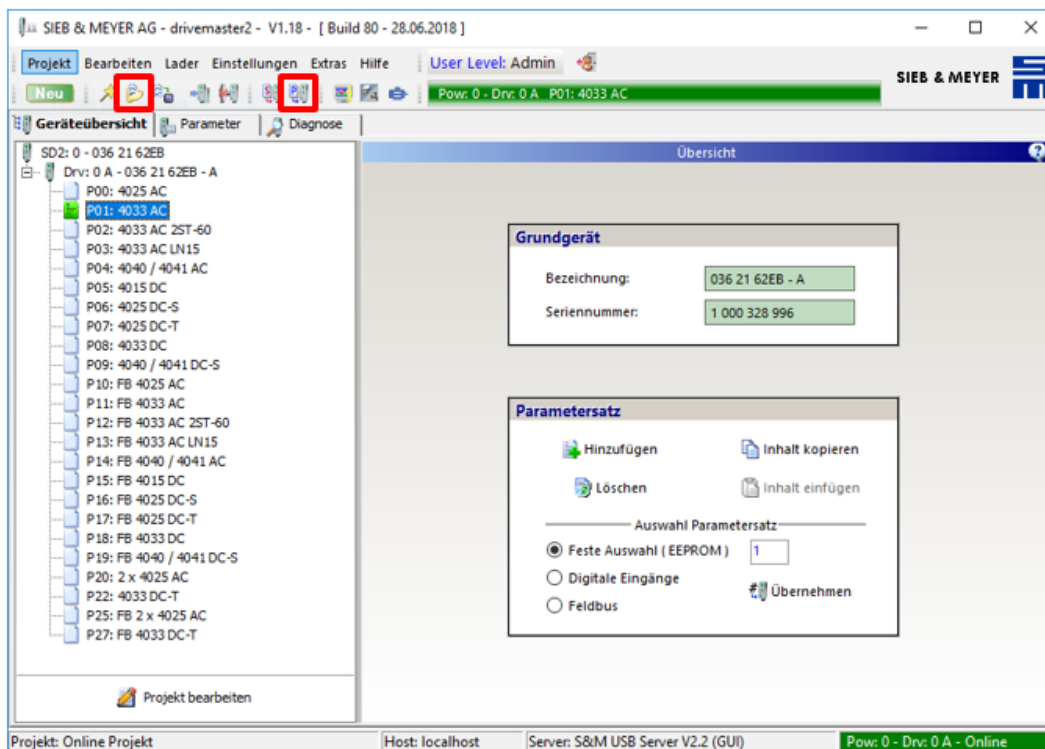 SIEB & MEYER AG - drivemaster2 - V1.18 - [ Build 80 - 28.06.2018 ]
Projekt Bearbeiten Lader Einstellungen Extras Hilfe User Level: Admin
SIEB & MEYER
Neu Pow: 0 - Drv: 0 A P01: 4033 AC
Geräteübersicht Parameter Diagnose
SD2: 0 - 036 21 62EB
Drv: 0 A - 036 21 62EB - A
P00: 4025 AC
P01: 4033 AC
P02: 4033 AC 2ST-60
P03: 4033 AC LN15
P04: 4040 / 4041 AC
P05: 4015 DC
P06: 4025 DC-S
P07: 4025 DC-T
P08: 4033 DC
P09: 4040 / 4041 DC-S
P10: FB 4025 AC
P11: FB 4033 AC
P12: FB 4033 AC 2ST-60
P13: FB 4033 AC LN15
P14: FB 4040 / 4041 AC
P15: FB 4015 DC
P16: FB 4025 DC-S
P17: FB 4025 DC-T
P18: FB 4033 DC
P19: FB 4040 / 4041 DC-S
P20: 2 x 4025 AC
P22: 4033 DC-T
P25: FB 2 x 4025 AC
P27: FB 4033 DC-T
Projekt bearbeiten
Übersicht
Grundgerät
Bezeichnung: 036 21 62EB - A
Seriennummer: 1 000 328 996
Parametersatz
Hinzufügen Inhalt kopieren
Löschen Inhalt einfügen
Auswahl Parametersatz
Feste Auswahl ( EEPROM ) 1
Digitale Eingänge
Übernehmen
Feldbus
Projekt: Online Projekt Host: localhost Server: S&M USB Server V2.2 (GUI) Pow: 0 - Drv: 0 A - Online